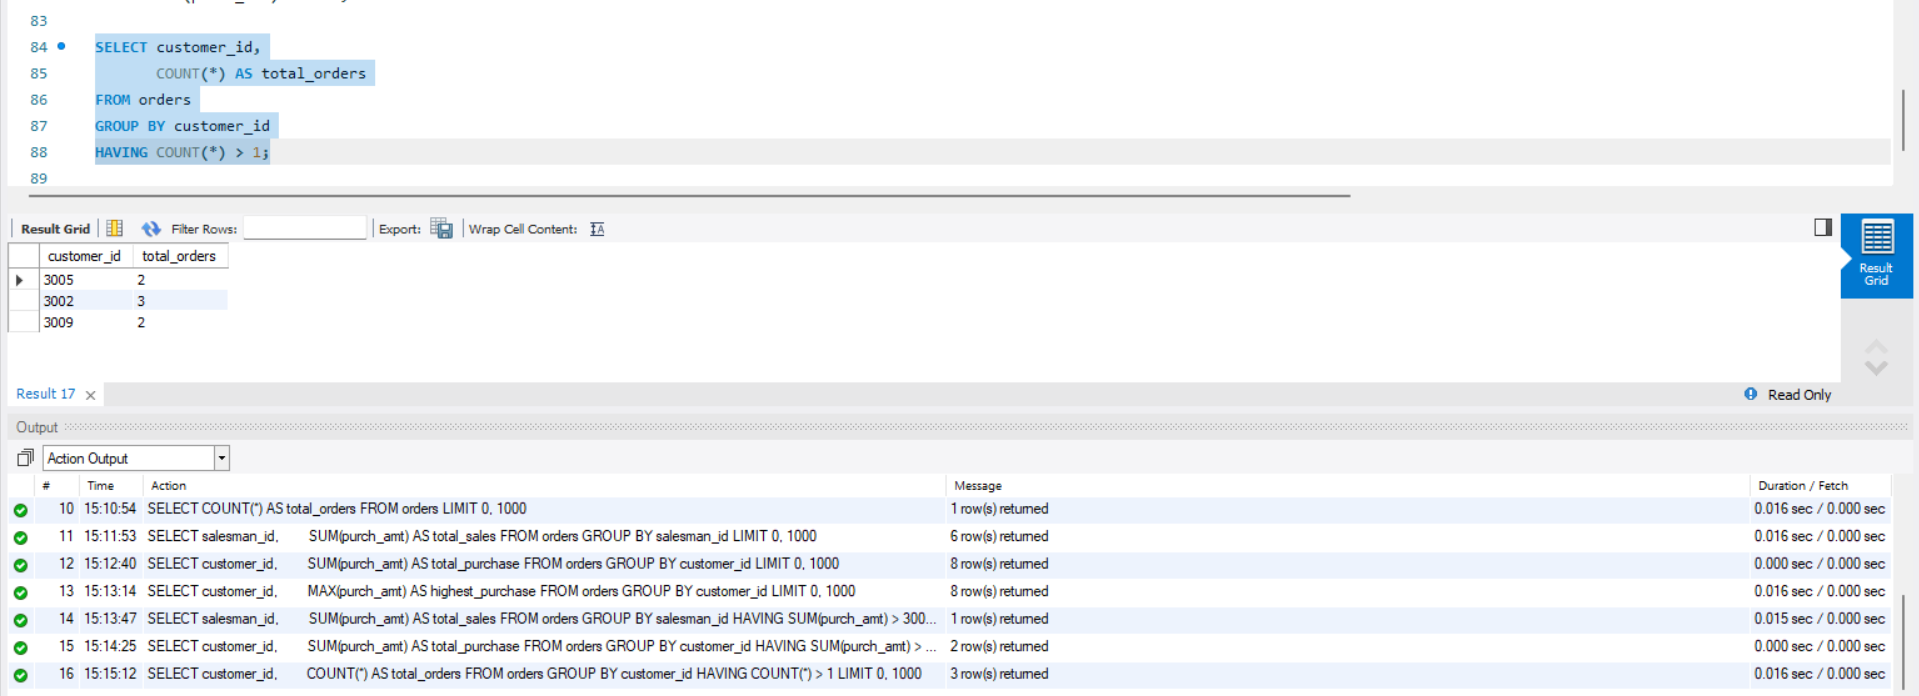 83
84 SELECT customer_id,
85 COUNT(*) AS total_orders
86 FROM orders
87 GROUP BY customer_id
88 HAVING COUNT(*) > 1;
89
Result Grid Filter Rows: Export: Wrap Cell Content: IA
customer_id total_orders
3005 2
3002 3
3009 2
Result
Grid
Result 17 × Read Only
Output
Action Output
# Time Action Message Duration / Fetch
10 15:10:54 SELECT COUNT(*) AS total_orders FROM orders LIMIT 0, 1000 1 row(s) returned 0.016 sec / 0.000 sec
11 15:11:53 SELECT salesman_id, SUM(purch_amt) AS total_sales FROM orders GROUP BY salesman_id LIMIT 0, 1000 6 row(s) returned 0.016 sec / 0.000 sec
12 15:12:40 SELECT customer_id, SUM(purch_amt) AS total_purchase FROM orders GROUP BY customer_id LIMIT 0, 1000 8 row(s) returned 0.000 sec / 0.000 sec
13 15:13:14 SELECT customer_id, MAX(purch_amt) AS highest_purchase FROM orders GROUP BY customer_id LIMIT 0, 1000 8 row(s) returned 0.016 sec / 0.000 sec
14 15:13:47 SELECT salesman_id, SUM(purch_amt) AS total_sales FROM orders GROUP BY salesman_id HAVING SUM(purch_amt) > 300... 1 row(s) returned 0.015 sec / 0.000 sec
15 15:14:25 SELECT customer_id, SUM(purch_amt) AS total_purchase FROM orders GROUP BY customer_id HAVING SUM(purch_amt) > ... 2 row(s) returned 0.000 sec / 0.000 sec
16 15:15:12 SELECT customer_id, COUNT(*) AS total_orders FROM orders GROUP BY customer_id HAVING COUNT(*) > 1 LIMIT 0, 1000 3 row(s) returned 0.016 sec / 0.000 sec